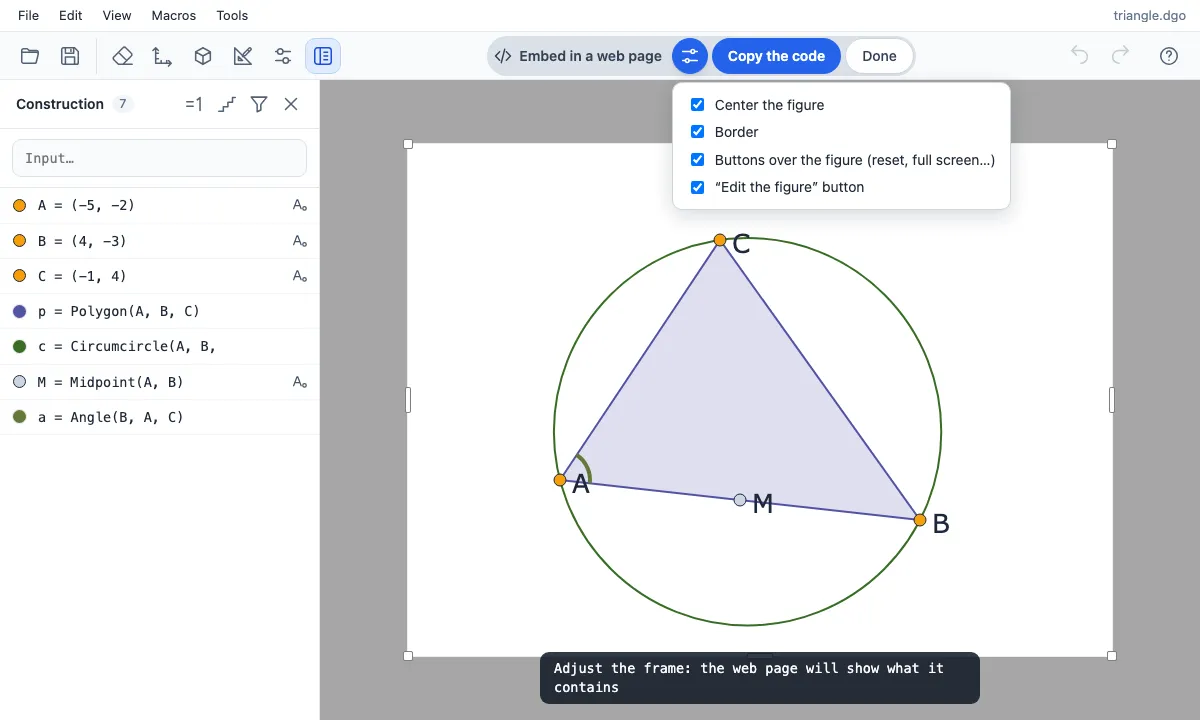 File Edit View Macros Tools triangle.dgo
Embed in a web page Copy the code Done
Construction 7 =1
Center the figure
Border
Buttons over the figure (reset, full screen…)
“Edit the figure” button
Input…
A = (−5, −2)
B = (4, −3)
C = (−1, 4)
p = Polygon(A, B, C)
c = Circumcircle(A, B,
M = Midpoint(A, B)
a = Angle(B, A, C)
C
A
M
B
Adjust the frame: the web page will show what it
contains